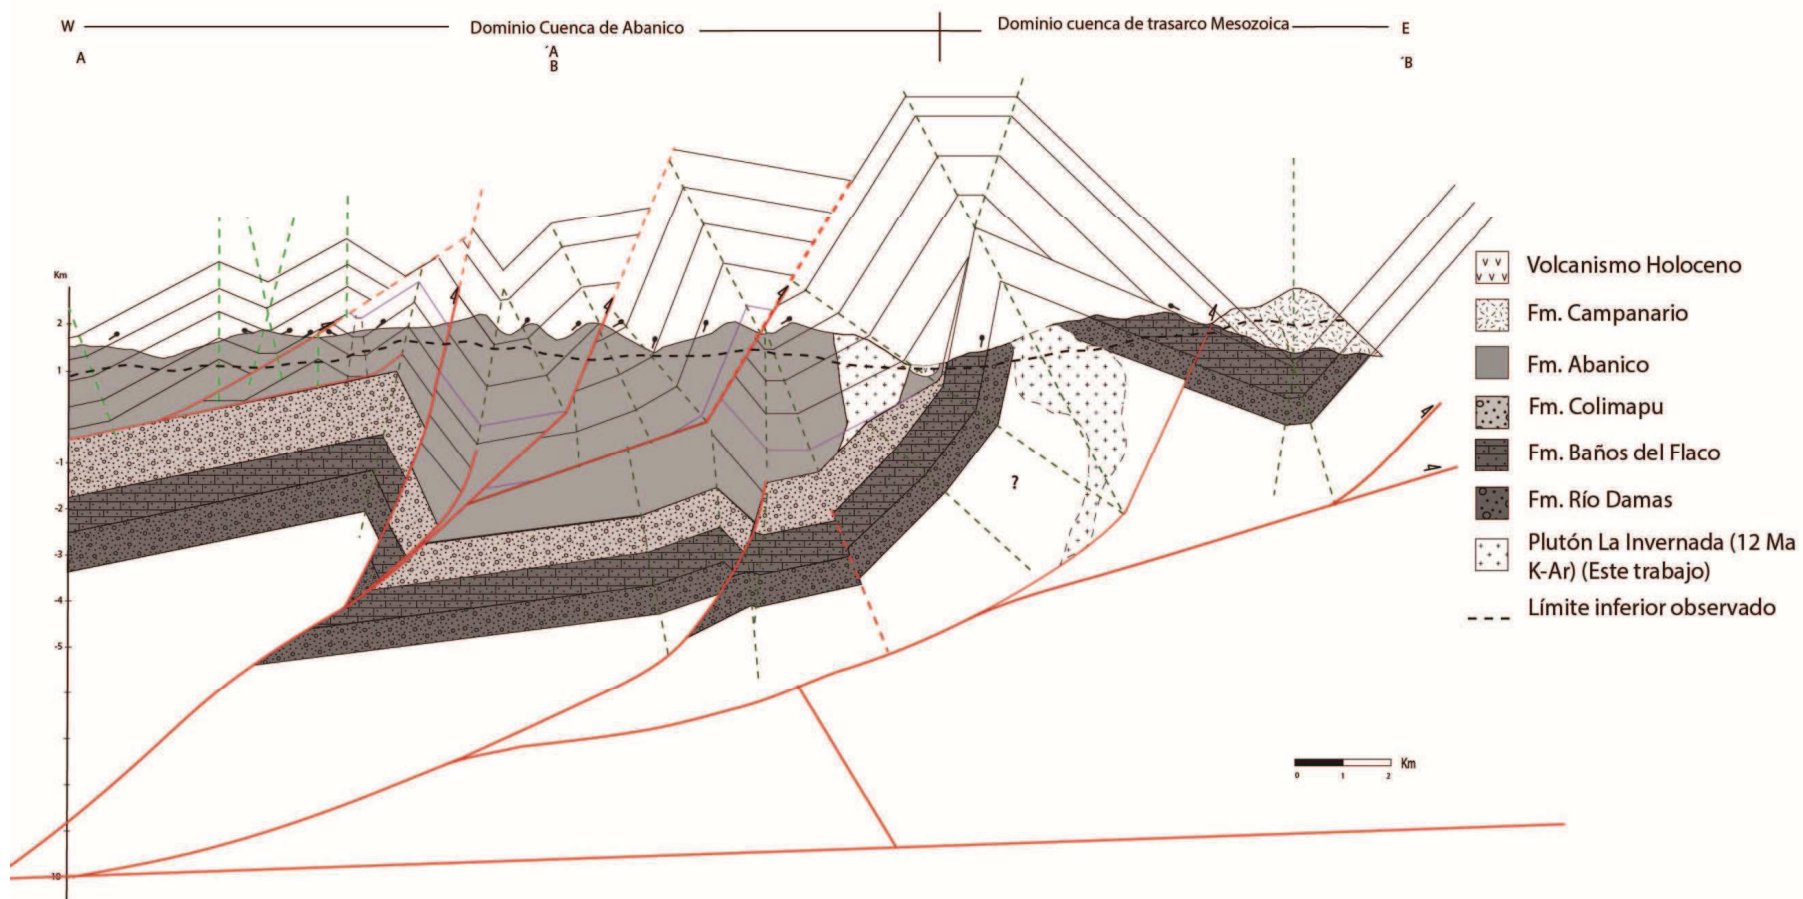 W
Dominio Cuenca de Abanico
Dominio cuenca de trasarco Mesozoica
E
A
´A
B
´B
Km
2
1
-1
-2
-3
-4
-5
10
?
Volcanismo Holoceno
Fm. Campanario
Fm. Abanico
Fm. Colimapu
Fm. Baños del Flaco
Fm. Río Damas
Plutón La Invernada (12 Ma
K-Ar) (Este trabajo)
Límite inferior observado
Km
0 1 2